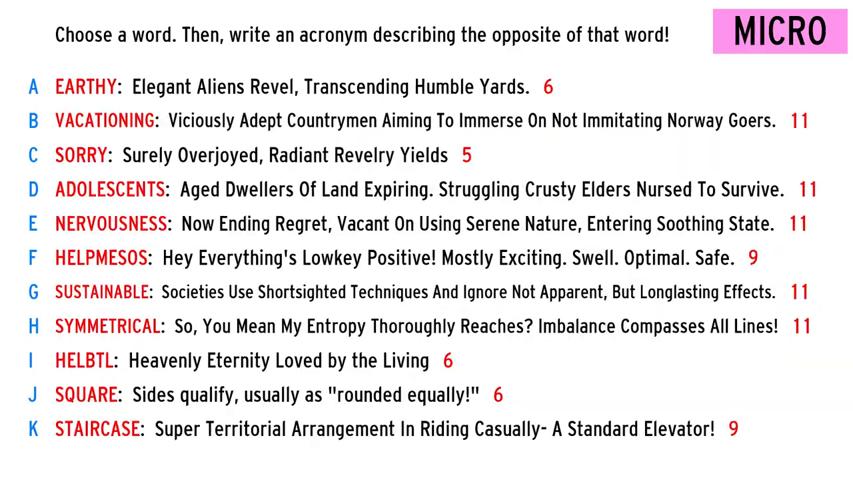 Choose a word. Then, write an acronym describing the opposite of that word!
MICRO
A EARTHY: Elegant Aliens Revel, Transcending Humble Yards. 6
B VACATIONING: Viciously Adept Countrymen Aiming To Immerse On Not Immitating Norway Goers. 11
C SORRY: Surely Overjoyed, Radiant Revelry Yields 5
D ADOLESCENTS: Aged Dwellers Of Land Expiring. Struggling Crusty Elders Nursed To Survive. 11
E NERVOUSNESS: Now Ending Regret, Vacant On Using Serene Nature, Entering Soothing State. 11
F HELPMESOS: Hey Everything's Lowkey Positive! Mostly Exciting. Swell. Optimal. Safe. 9
G SUSTAINABLE: Societies Use Shortsighted Techniques And Ignore Not Apparent, But Longlasting Effects. 11
H SYMMETRICAL: So, You Mean My Entropy Thoroughly Reaches? Imbalance Compasses All Lines! 11
I HELBTL: Heavenly Eternity Loved by the Living 6
J SQUARE: Sides qualify, usually as "rounded equally!" 6
K STAIRCASE: Super Territorial Arrangement In Riding Casually- A Standard Elevator! 9